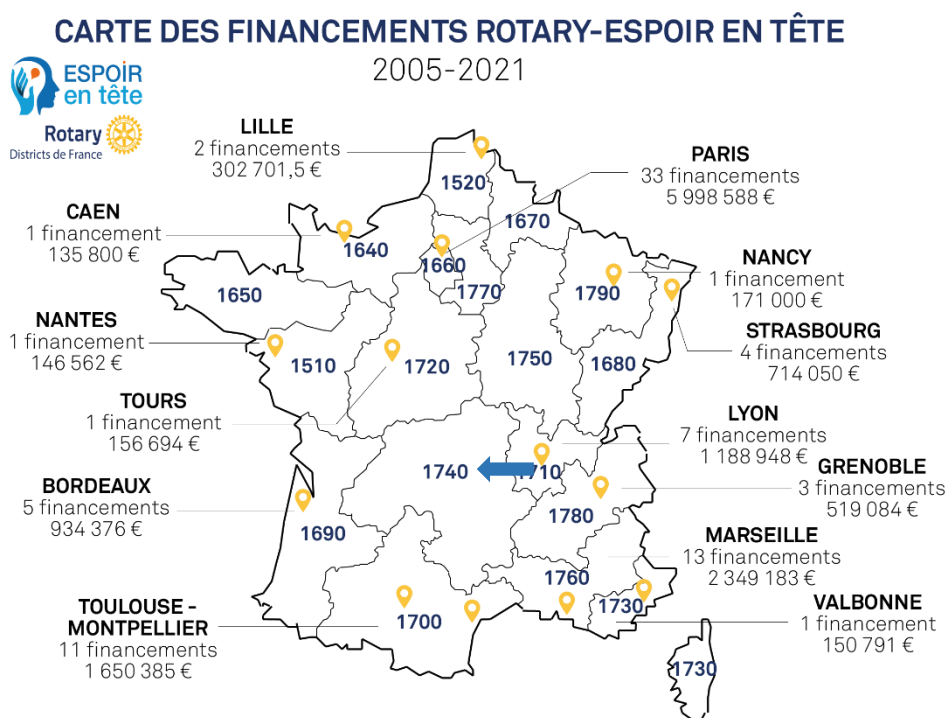 CARTE DES FINANCEMENTS ROTARY-ESPOIR EN TÊTE
2005-2021
ESPOIR
en tête
Rotary
Districts de France
LILLE
2 financements
302 701,5 €
PARIS
33 financements
5 998 588 €
CAEN
1 financement
135 800 €
NANCY
1 financement
171 000 €
NANTES
1 financement
146 562 €
STRASBOURG
4 financements
714 050 €
TOURS
1 financement
156 694 €
LYON
7 financements
1 188 948 €
GRENOBLE
3 financements
519 084 €
BORDEAUX
5 financements
934 376 €
MARSEILLE
13 financements
2 349 183 €
TOULOUSE -
MONTPELLIER
11 financements
1 650 385 €
VALBONNE
1 financement
150 791 €
1520
1670
1640
1660
1770
1650
1790
1510
1720
1750
1680
1740
1710
1780
1690
1760
1700
1730
1730